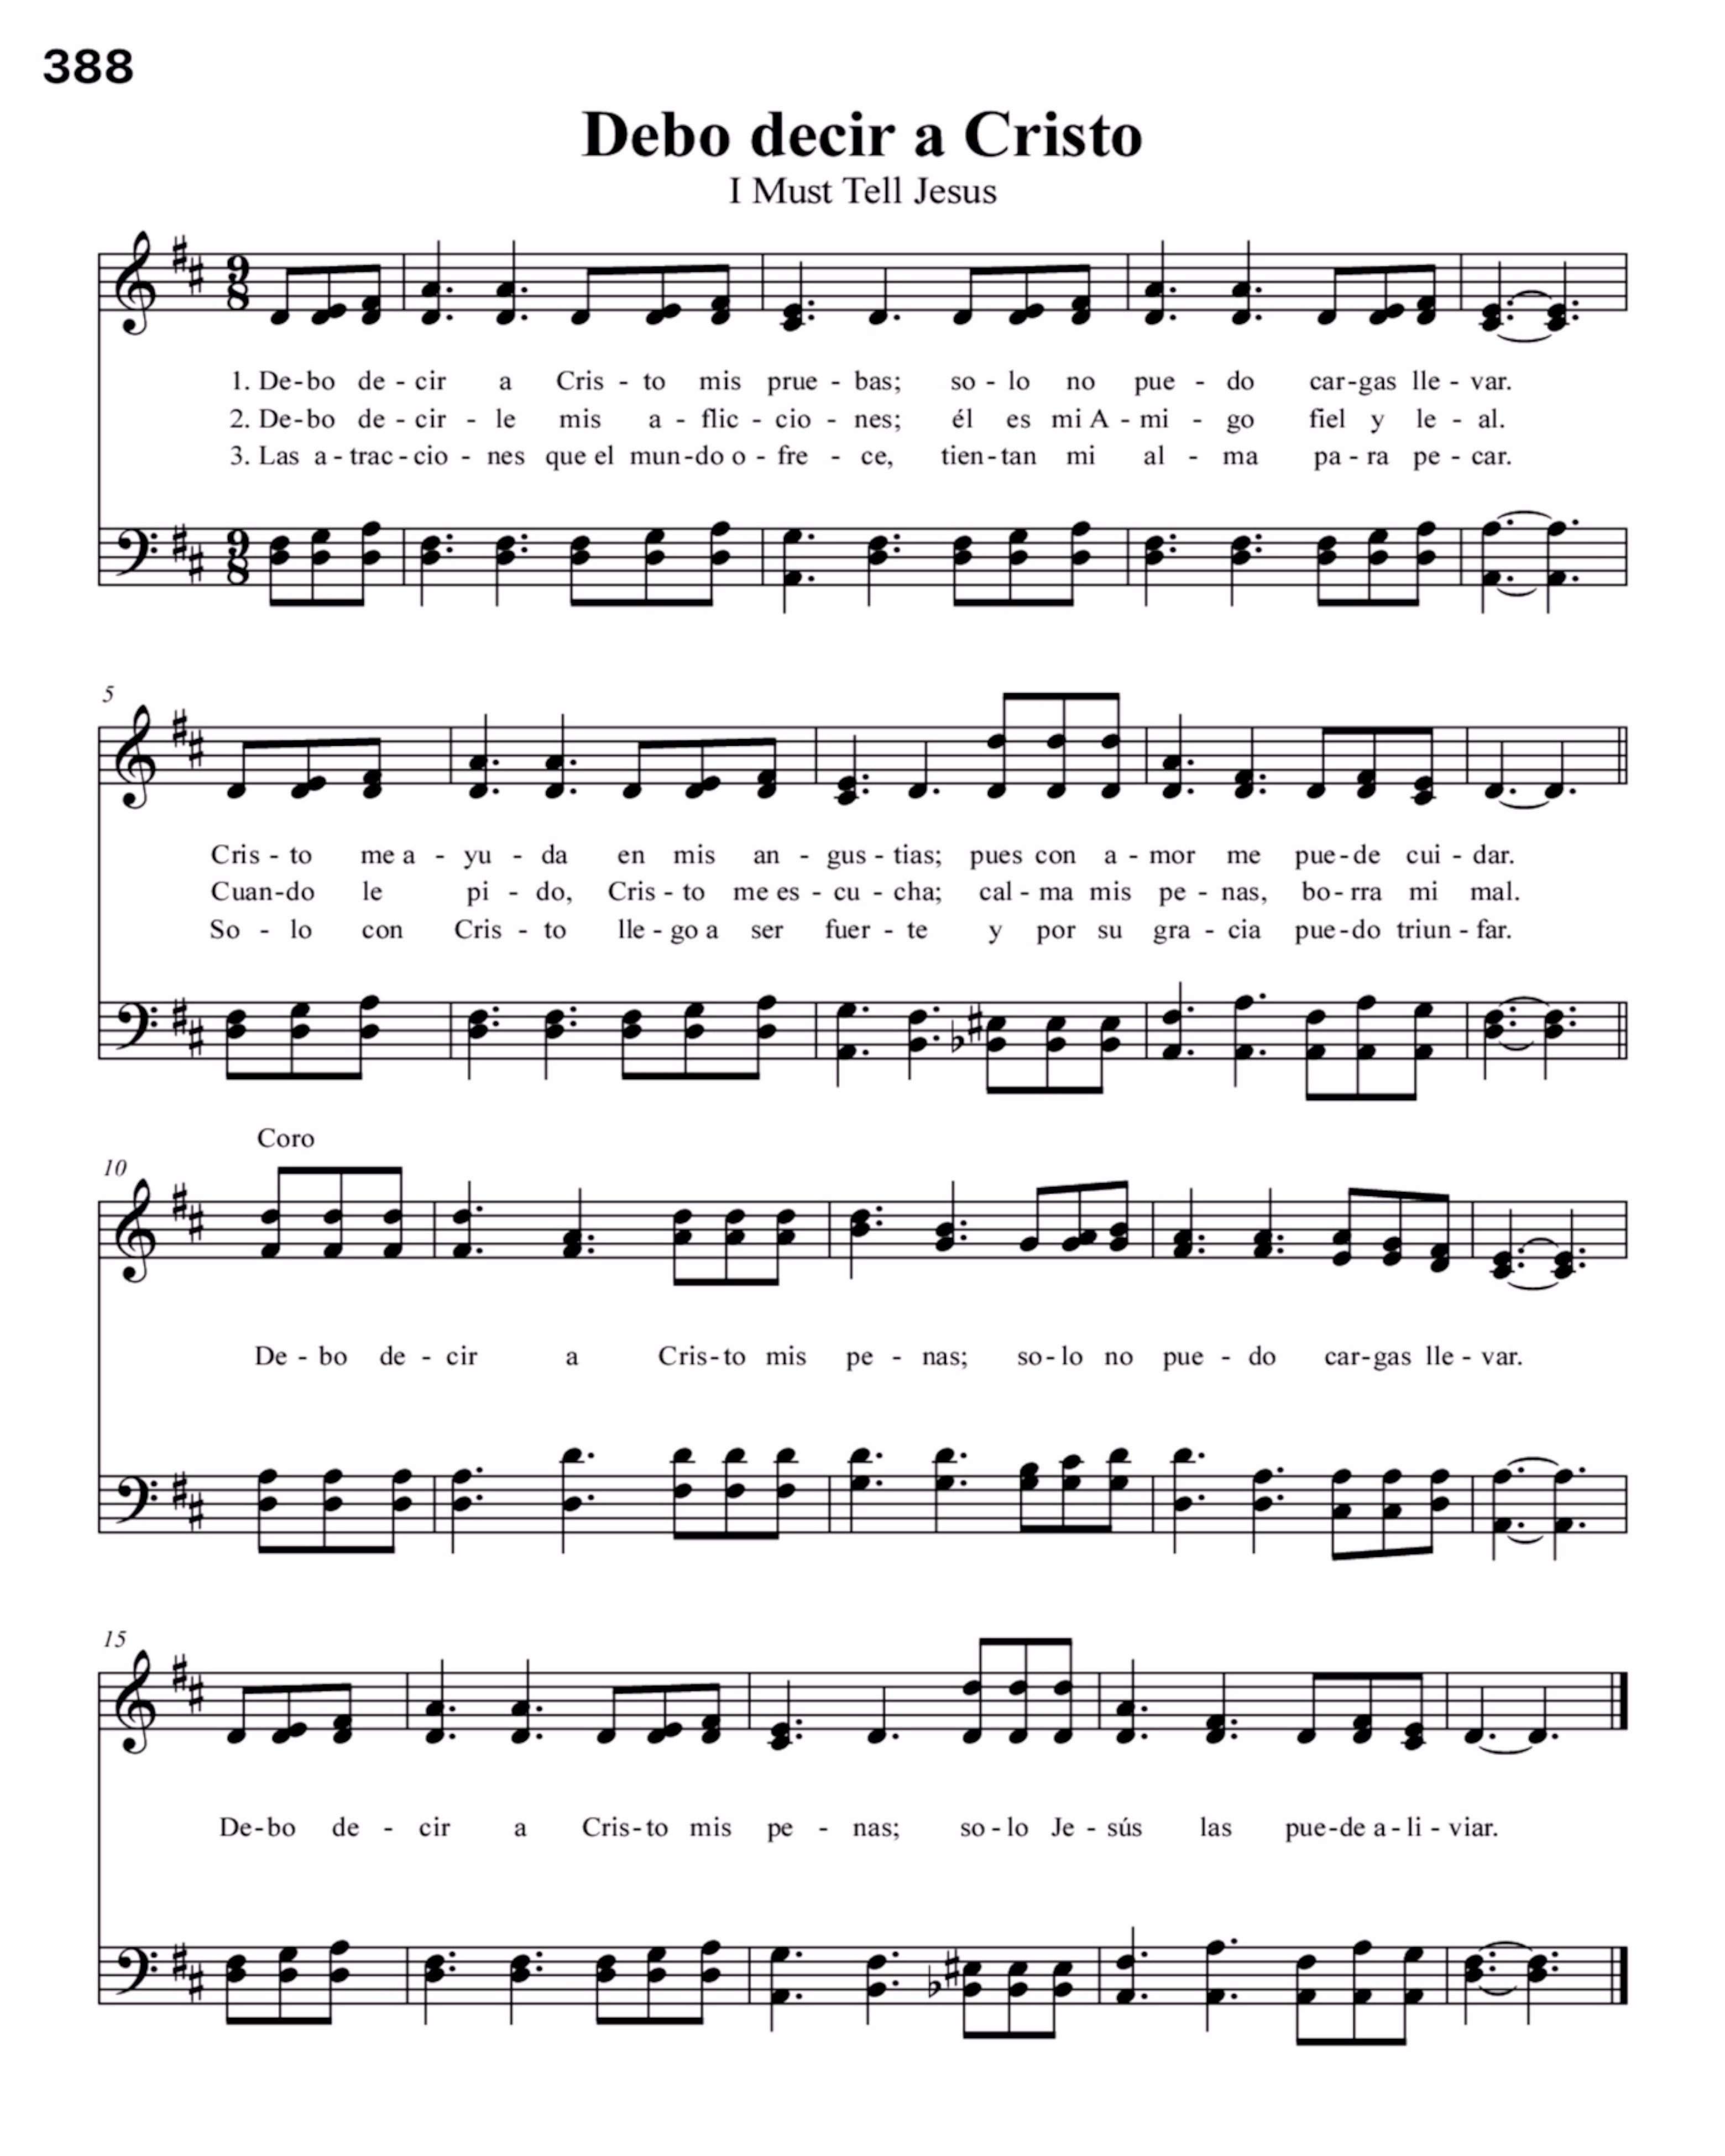 388
Debo decir a Cristo
I Must Tell Jesus
9 8
1. De-bo de - cir a Cris - to mis prue - bas; so - lo no pue - do car-gas lle - var.
2. De-bo de - cir - le mis a - flic - cio - nes; él es mi A - mi - go fiel y le - al.
3. Las a - trac - cio - nes que el mun-do o - fre - ce, tien-tan mi al - ma pa - ra pe - car.
9 8
5
Cris - to me a - yu - da en mis an - gus - tias; pues con a - mor me pue-de cui - dar.
Cuan-do le pi - do, Cris - to me es - cu - cha; cal - ma mis pe - nas, bo - rra mi mal.
So - lo con Cris - to lle - go a ser fuer - te y por su gra - cia pue-do triun - far.
Coro
10
De - bo de - cir a Cris-to mis pe - nas; so-lo no pue - do car-gas lle - var.
15
De-bo de - cir a Cris-to mis pe - nas; so-lo Je - sús las pue-de a - li - viar.